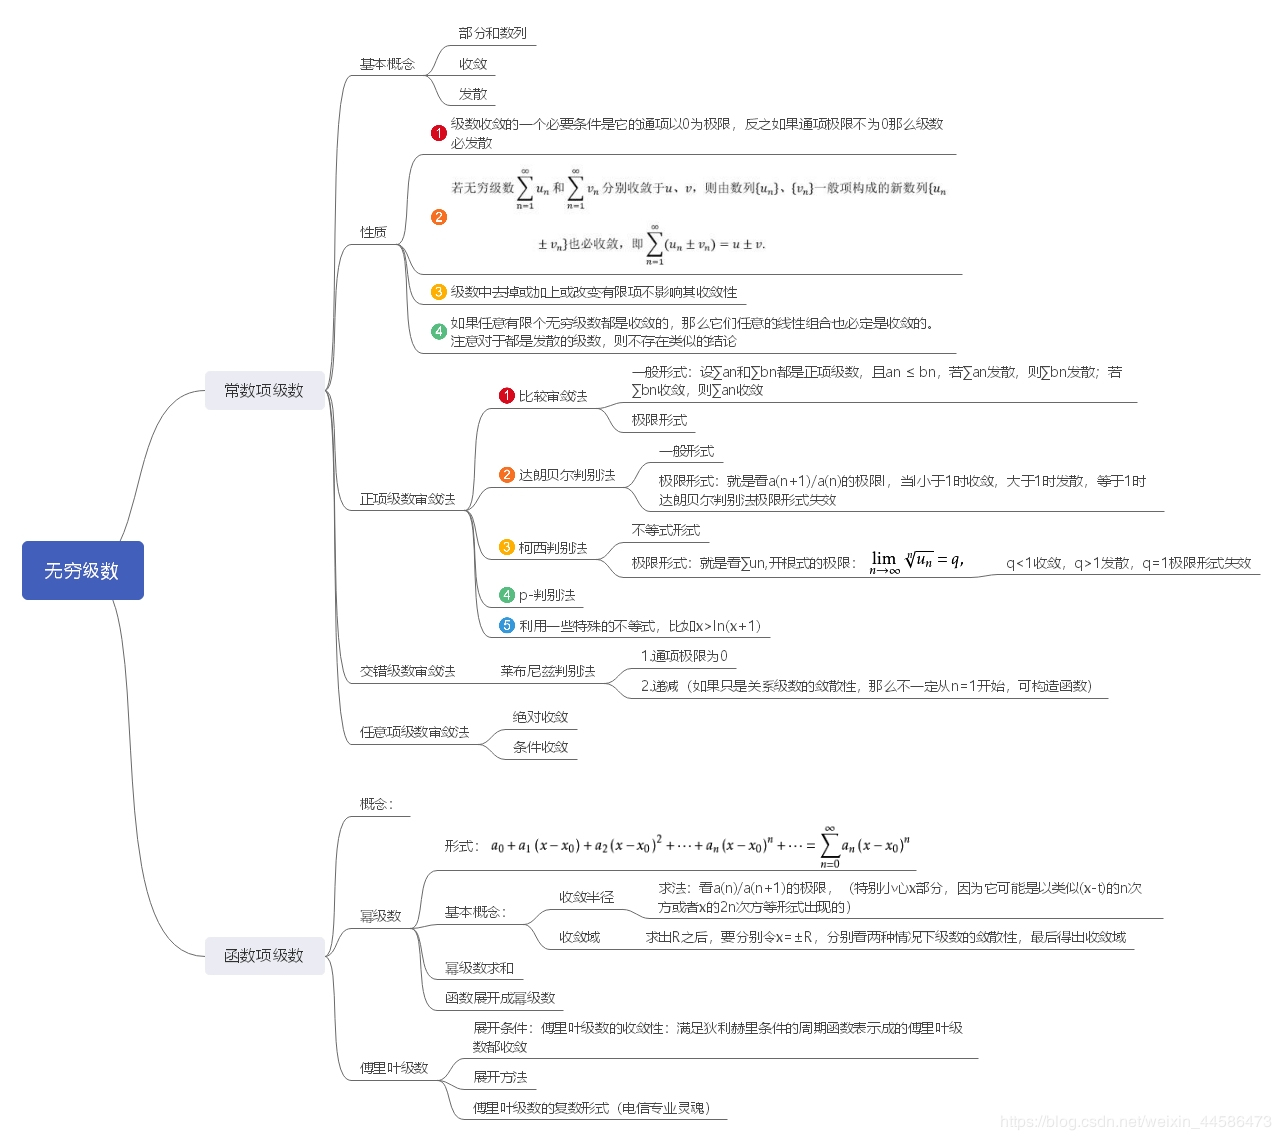 无穷级数
常数项级数
基本概念
部分和数列
收敛
发散
性质
1 级数收敛的一个必要条件是它的通项以0为极限，反之如果通项极限不为0那么级数
必发散
2 若无穷级数∑_{n=1}^{∞} u_n 和 ∑_{n=1}^{∞} v_n 分别收敛于u、v，则由数列{u_n}、{v_n}一般项构成的新数列{u_n
± v_n}也必收敛，即 ∑_{n=1}^{∞} (u_n ± v_n) = u ± v.
3 级数中去掉或加上或改变有限项不影响其收敛性
4 如果任意有限个无穷级数都是收敛的，那么它们任意的线性组合也必定是收敛的。
注意对于都是发散的级数，则不存在类似的结论
正项级数审敛法
1 比较审敛法
一般形式：设∑an和∑bn都是正项级数，且an ≤ bn，若∑an发散，则∑bn发散；若
∑bn收敛，则∑an收敛
极限形式
2 达朗贝尔判别法
一般形式
极限形式：就是看a(n+1)/a(n)的极限l，当l小于1时收敛，大于1时发散，等于1时
达朗贝尔判别法极限形式失效
3 柯西判别法
不等式形式
极限形式：就是看∑un,开根式的极限： lim_{n→∞} ⁿ√u_n = q,
q<1收敛，q>1发散，q=1极限形式失效
4 p-判别法
5 利用一些特殊的不等式，比如x>ln(x+1)
交错级数审敛法
莱布尼兹判别法
1.通项极限为0
2.递减（如果只是关系级数的敛散性，那么不一定从n=1开始，可构造函数）
任意项级数审敛法
绝对收敛
条件收敛
函数项级数
概念：
幂级数
形式： a_0 + a_1 (x − x_0) + a_2 (x − x_0)^2 + ⋯ + a_n (x − x_0)^n + ⋯ = ∑_{n=0}^{∞} a_n (x − x_0)^n
基本概念：
收敛半径
求法：看a(n)/a(n+1)的极限，（特别小心x部分，因为它可能是以类似(x-t)的n次
方或者x的2n次方等形式出现的）
收敛域
求出R之后，要分别令x=±R，分别看两种情况下级数的敛散性，最后得出收敛域
幂级数求和
函数展开成幂级数
傅里叶级数
展开条件：傅里叶级数的收敛性：满足狄利赫里条件的周期函数表示成的傅里叶级
数都收敛
展开方法
傅里叶级数的复数形式（电信专业灵魂）
https://blog.csdn.net/weixin_44586473